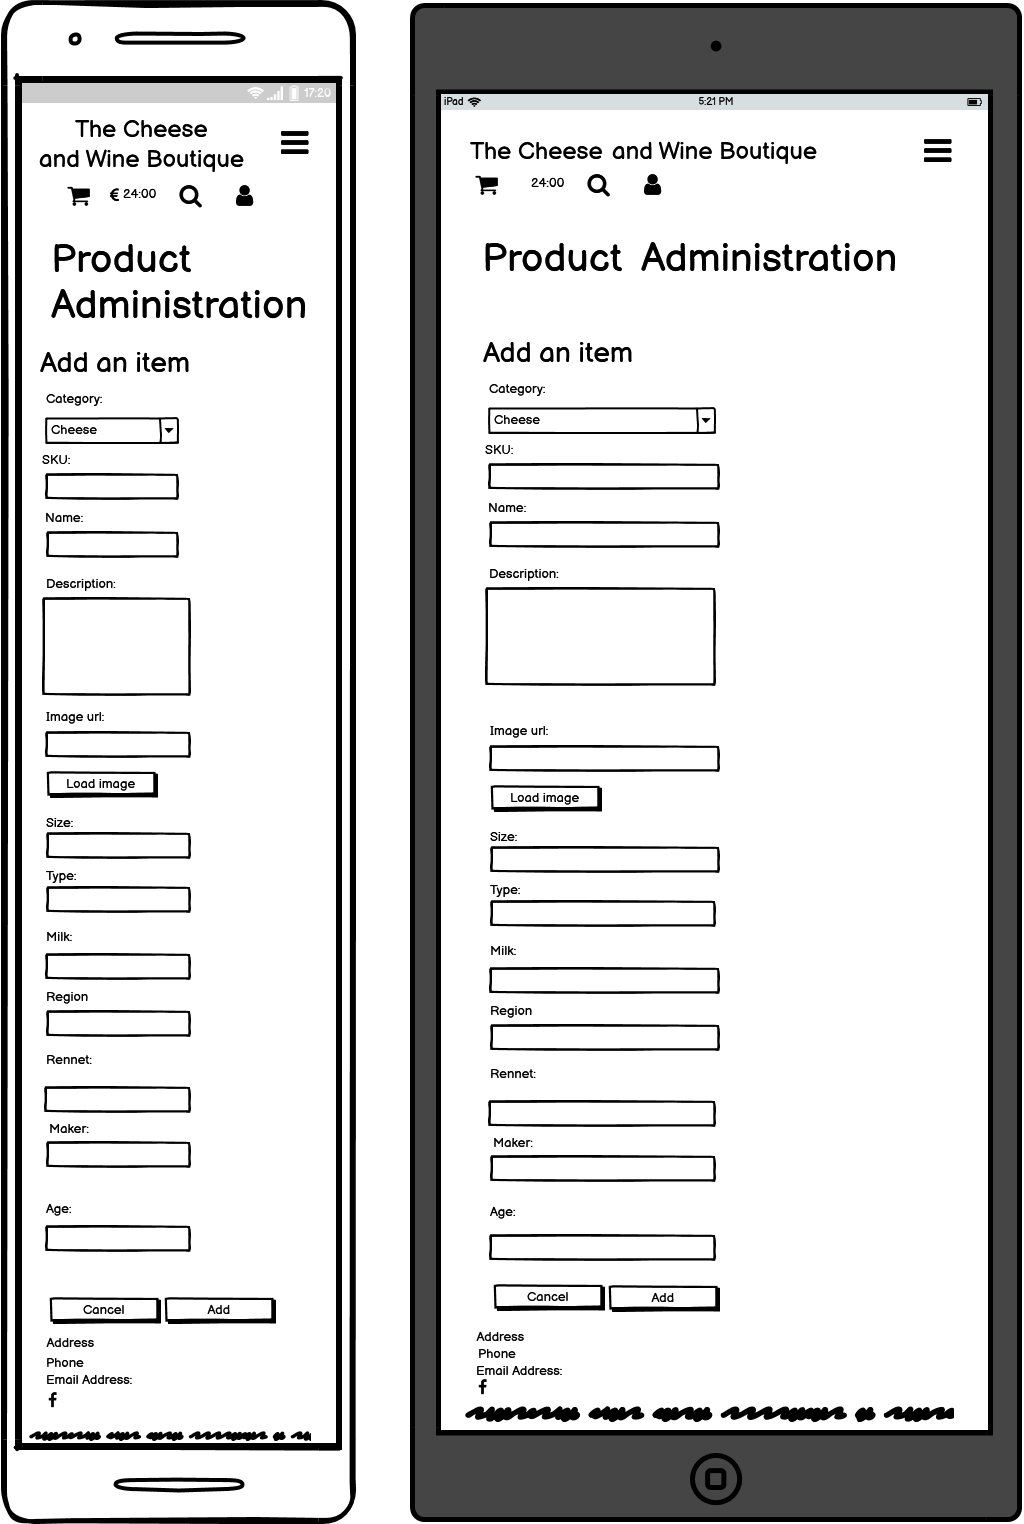 17:20
The Cheese
and Wine Boutique
€ 24:00
Product
Administration
Add an item
Category:
Cheese
SKU:
Name:
Description:
Image url:
Load image
Size:
Type:
Milk:
Region
Rennet:
Maker:
Age:
Cancel Add
Address
Phone
Email Address:
f
iPad 5:21 PM
The Cheese and Wine Boutique
24:00
Product Administration
Add an item
Category:
Cheese
SKU:
Name:
Description:
Image url:
Load image
Size:
Type:
Milk:
Region
Rennet:
Maker:
Age:
Cancel Add
Address
Phone
Email Address:
f